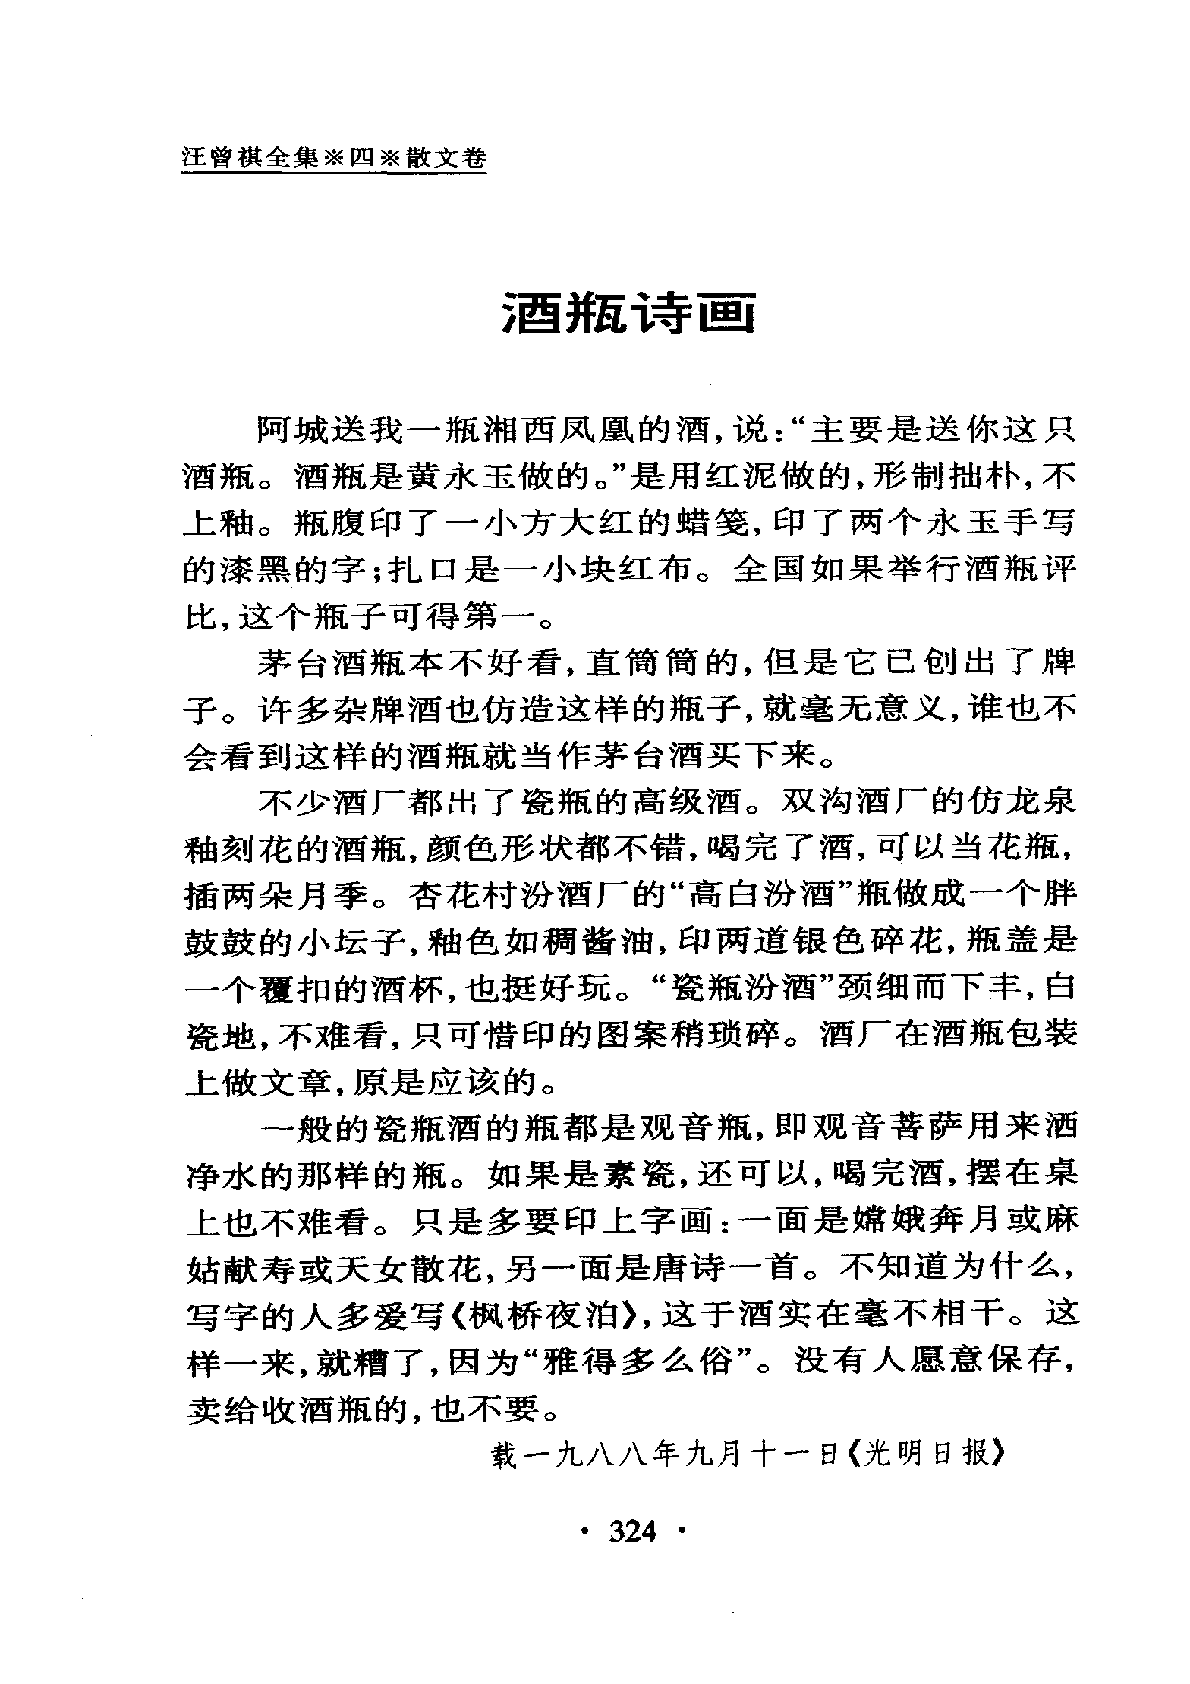 汪曾祺全集※四※散文卷
酒瓶诗画
阿城送我一瓶湘西凤凰的酒,说:“主要是送你这只
酒瓶。酒瓶是黄永玉做的。”是用红泥做的,形制拙朴,不
上釉。瓶腹印了一小方大红的蜡笺,印了两个永玉手写
的漆黑的字;扎口是一小块红布。全国如果举行酒瓶评
比,这个瓶子可得第一。
茅台酒瓶本不好看,直筒筒的,但是它已创出了牌
子。许多杂牌酒也仿造这样的瓶子,就毫无意义,谁也不
会看到这样的酒瓶就当作茅台酒买下来。
不少酒厂都出了瓷瓶的高级酒。双沟酒厂的仿龙泉
釉刻花的酒瓶,颜色形状都不错,喝完了酒,可以当花瓶,
插两朵月季。杏花村汾酒厂的“高白汾酒”瓶做成一个胖
鼓鼓的小坛子,釉色如稠酱油,印两道银色碎花,瓶盖是
一个覆扣的酒杯,也挺好玩。“瓷瓶汾酒”颈细而下丰,白
瓷地,不难看,只可惜印的图案稍琐碎。酒厂在酒瓶包装
上做文章,原是应该的。
一般的瓷瓶酒的瓶都是观音瓶,即观音菩萨用来洒
净水的那样的瓶。如果是素瓷,还可以,喝完酒,摆在桌
上也不难看。只是多要印上字画:一面是嫦娥奔月或麻
姑献寿或天女散花,另一面是唐诗一首。不知道为什么,
写字的人多爱写《枫桥夜泊》,这于酒实在毫不相干。这
样一来,就糟了,因为“雅得多么俗”。没有人愿意保存,
卖给收酒瓶的,也不要。
载一九八八年九月十一日《光明日报》
· 324 ·